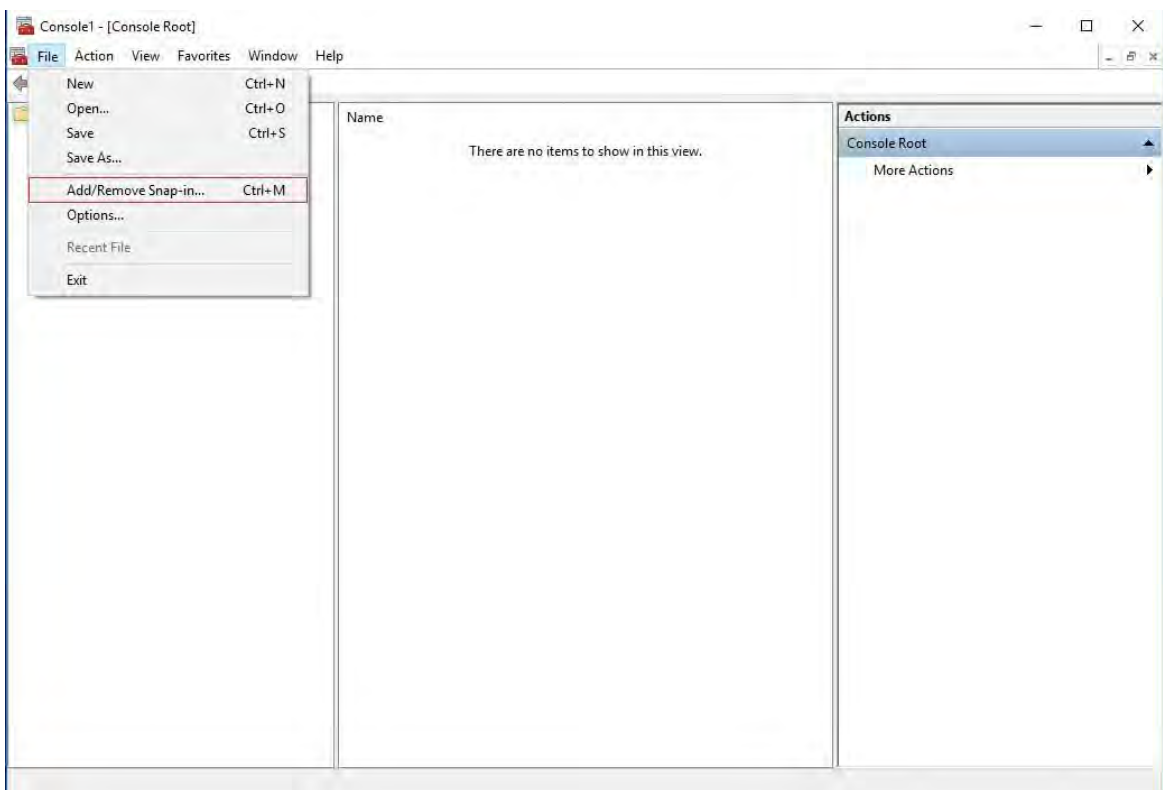 Console1 - [Console Root]
File Action View Favorites Window Help
New Ctrl+N
Open... Ctrl+O
Save Ctrl+S
Save As...
Add/Remove Snap-in... Ctrl+M
Options...
Recent File
Exit
Name
There are no items to show in this view.
Actions
Console Root
More Actions